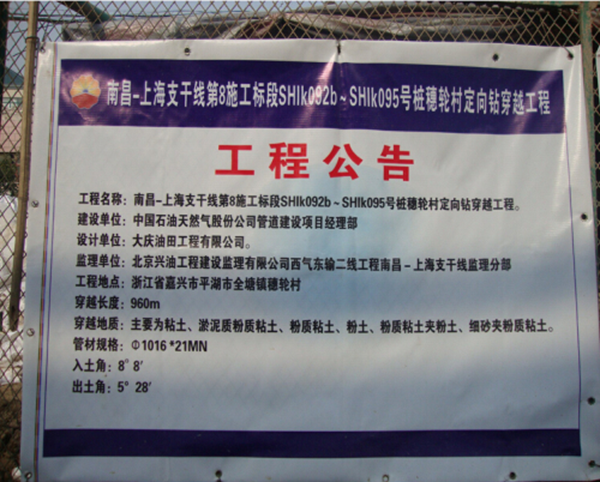 南昌-上海支干线第8施工标段SHIk092b~SHIk095号桩穗轮村定向钻穿越工程
工程公告
工程名称：南昌-上海支干线第8施工标段SHIk092b~SHIk095号桩穗轮村定向钻穿越工程。
建设单位：中国石油天然气股份公司管道建设项目经理部
设计单位：大庆油田工程有限公司。
监理单位：北京兴油工程建设监理有限公司西气东输二线工程南昌-上海支干线监理分部
工程地点：浙江省嘉兴市平湖市全塘镇穗轮村
穿越长度：960m
穿越地质：主要为粘土、淤泥质粉质粘土、粉质粘土、粉土、粉质粘土夹粉土、细砂夹粉质粘土。
管材规格：Φ1016 *21MN
入土角：8° 8′
出土角：5° 28′